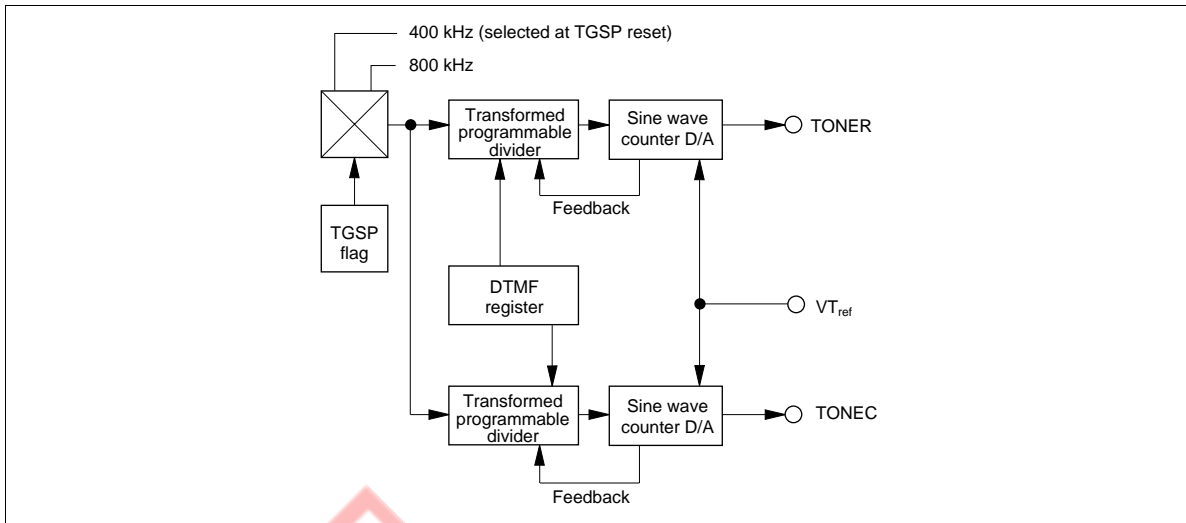 400 kHz (selected at TGSP reset)
800 kHz
Transformed
programmable
divider
Sine wave
counter D/A
TONER
Feedback
TGSP
flag
DTMF
register
VTref
Transformed
programmable
divider
Sine wave
counter D/A
TONEC
Feedback